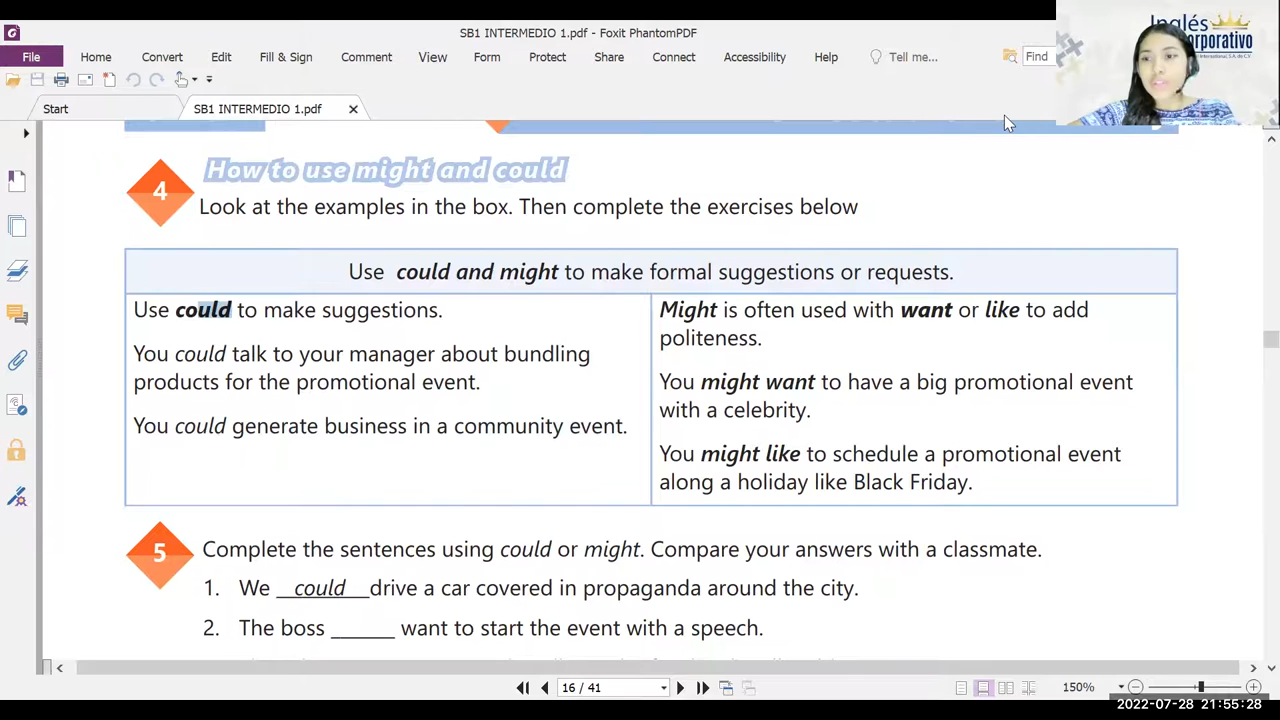 SB1 INTERMEDIO 1.pdf - Foxit PhantomPDF
File Home Convert Edit Fill & Sign Comment View Form Protect Share Connect Accessibility Help Tell me... Find
Inglés
orporativo
International, S.A. de C.V.
Start SB1 INTERMEDIO 1.pdf
4 How to use might and could
Look at the examples in the box. Then complete the exercises below
Use could and might to make formal suggestions or requests.
Use could to make suggestions.
You could talk to your manager about bundling
products for the promotional event.
You could generate business in a community event.
Might is often used with want or like to add
politeness.
You might want to have a big promotional event
with a celebrity.
You might like to schedule a promotional event
along a holiday like Black Friday.
5 Complete the sentences using could or might. Compare your answers with a classmate.
1. We __could__drive a car covered in propaganda around the city.
2. The boss ______ want to start the event with a speech.
16 / 41 150%
2022-07-28 21:55:28